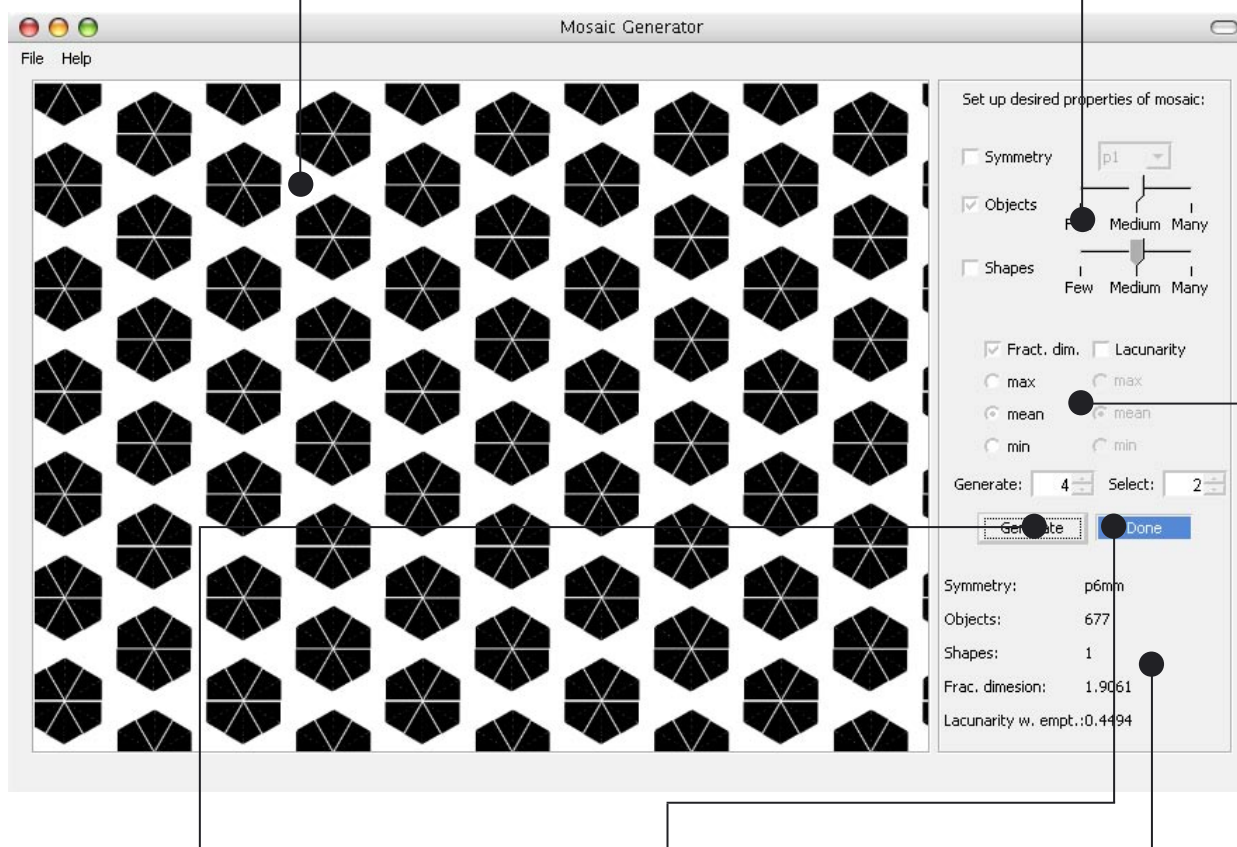 Mosaic Generator
File Help
Set up desired properties of mosaic:
Symmetry p1
Objects
Medium Many
Shapes
Few Medium Many
Fract. dim. Lacunarity
max max
mean mean
min min
Generate: 4 Select: 2
Done
Symmetry: p6mm
Objects: 677
Shapes: 1
Frac. dimesion: 1.9061
Lacunarity w. empt.:0.4494